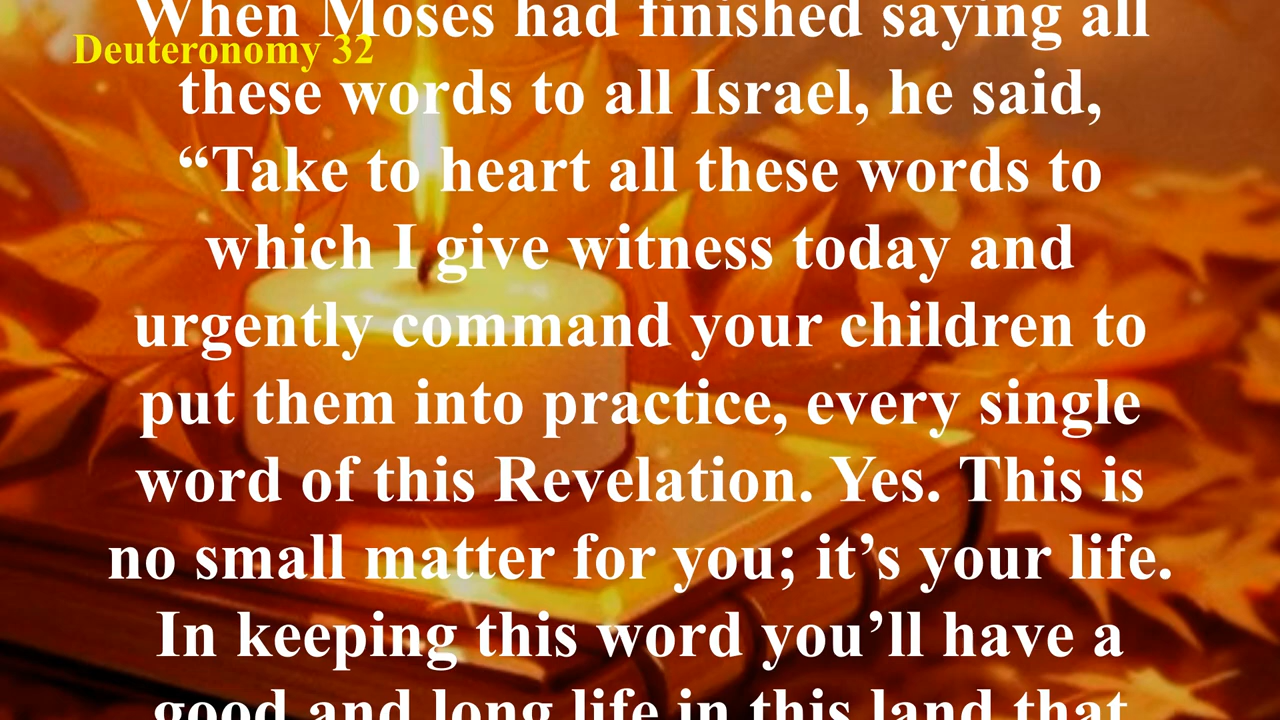 When Moses had finished saying all
Deuteronomy 32
these words to all Israel, he said,
“Take to heart all these words to
which I give witness today and
urgently command your children to
put them into practice, every single
word of this Revelation. Yes. This is
no small matter for you; it’s your life.
In keeping this word you’ll have a
good and long life in this land that